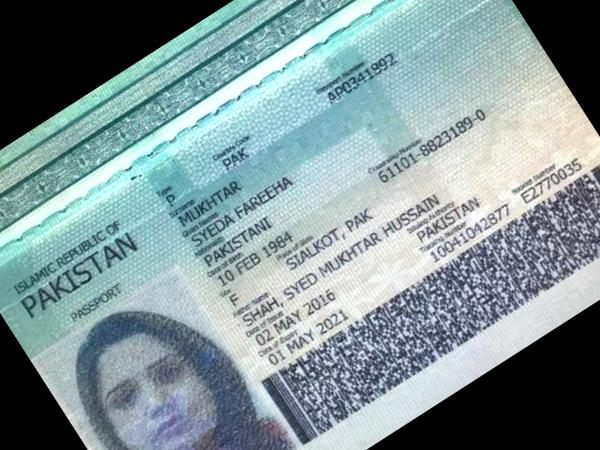 ISLAMIC REPUBLIC OF
PAKISTAN
PASSPORT
Type
P
Country Code
PAK
Passport Number
AP0341892
Surname
MUKHTAR
Given Names
SYEDA FAREEHA
Nationality
PAKISTANI
Citizenship Number
61101-8823189-0
Date of Birth
10 FEB 1984
Sex
F
Place of Birth
SIALKOT, PAK
Father Name
SHAH, SYED MUKHTAR HUSSAIN
Date of Issue
02 MAY 2016
Issuing Authority
PAKISTAN
Date of Expiry
01 MAY 2021
Tracking Number
10041042877
Booklet Number
E2770035